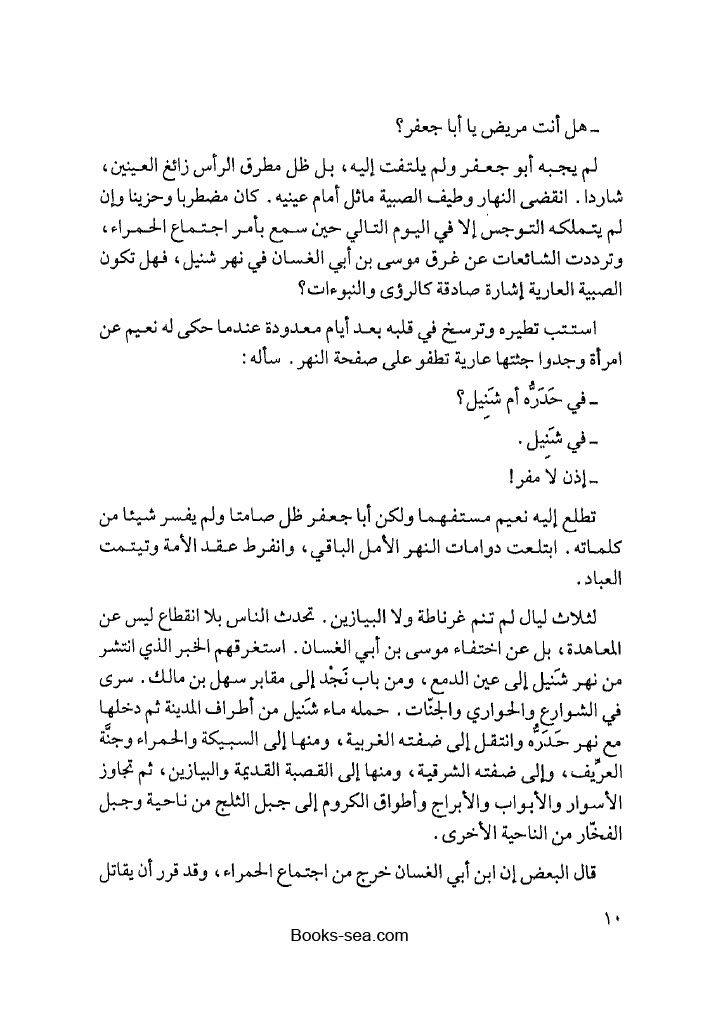 ـ هل أنت مريض يا أبا جعفر؟
لم يجبه أبو جعفر ولم يلتفت إليه، بل ظل مطرق الرأس زائغ العينين،
شاردا. انقضى النهار وطيف الصبية ماثل أمام عينيه. كان مضطربا وحزينا وإن
لم يتملكه التوجس إلا في اليوم التالي حين سمع بأمر اجتماع الحمراء،
وترددت الشائعات عن غرق موسى بن أبي الغسان في نهر شنيل، فهل تكون
الصبية العارية إشارة صادقة كالرؤى والنبوءات؟
استتب تطيره وترسخ في قلبه بعد أيام معدودة عندما حكى له نعيم عن
امرأة وجدوا جثتها عارية تطفو على صفحة النهر. سأله:
ـ في حَدَرُّه أم شَنِيل؟
ـ في شَنِيل.
ـ إذن لا مفر!
تطلع إليه نعيم مستفهما ولكن أبا جعفر ظل صامتا ولم يفسر شيئا من
كلماته. ابتلعت دوامات النهر الأمل الباقي، وانفرط عقد الأمة وتيتمت
العباد.
لثلاث ليال لم تنم غرناطة ولا البيازين. تحدث الناس بلا انقطاع ليس عن
المعاهدة، بل عن اختفاء موسى بن أبي الغسان. استغرقهم الخبر الذي انتشر
من نهر شَنيل إلى عين الدمع، ومن باب نَجْد إلى مقابر سهل بن مالك. سرى
في الشوارع والحواري والجنّات. حمله ماء شَنيل من أطراف المدينة ثم دخلها
مع نهر حَدَرُّه وانتقل إلى ضفته الغربية، ومنها إلى السبيكة والحمراء وجنَّة
العرِّيف، وإلى ضفته الشرقية، ومنها إلى القصبة القديمة والبيازين، ثم تجاوز
الأسوار والأبواب والأبراج وأطواق الكروم إلى جبل الثلج من ناحية وجبل
الفخّار من الناحية الأخرى.
قال البعض إن ابن أبي الغسان خرج من اجتماع الحمراء، وقد قرر أن يقاتل
١٠
Books-sea.com